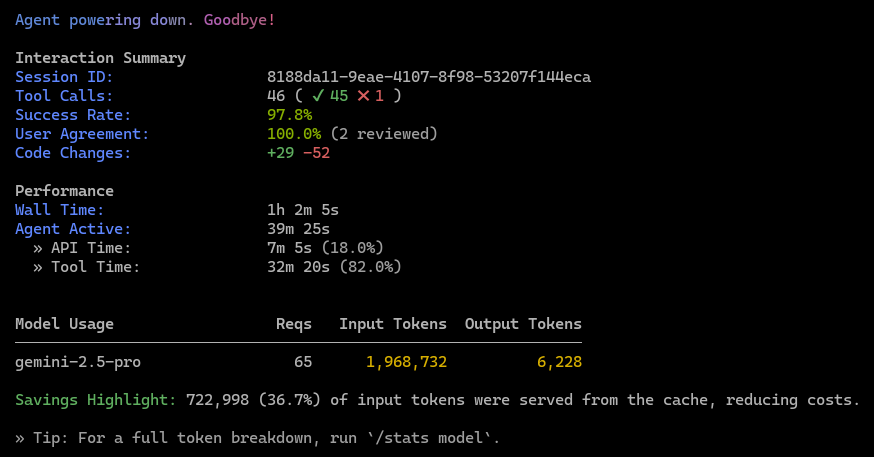 Agent powering down. Goodbye!
Interaction Summary
Session ID: 8188da11-9eae-4107-8f98-53207f144eca
Tool Calls: 46 ( ✓ 45 ✕ 1 )
Success Rate: 97.8%
User Agreement: 100.0% (2 reviewed)
Code Changes: +29 -52
Performance
Wall Time: 1h 2m 5s
Agent Active: 39m 25s
» API Time: 7m 5s (18.0%)
» Tool Time: 32m 20s (82.0%)
Model Usage Reqs Input Tokens Output Tokens
gemini-2.5-pro 65 1,968,732 6,228
Savings Highlight: 722,998 (36.7%) of input tokens were served from the cache, reducing costs.
» Tip: For a full token breakdown, run `/stats model`.